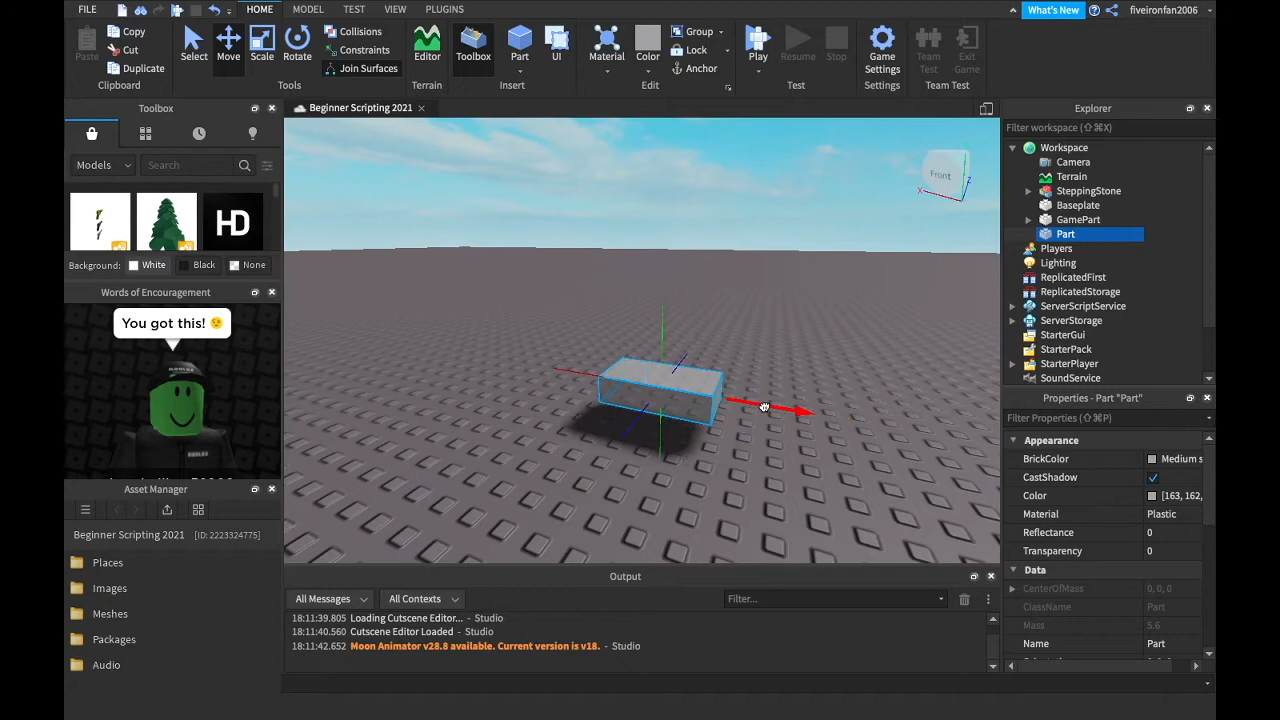 FILE HOME MODEL TEST VIEW PLUGINS What's New fiveironfan2006
Paste Copy Cut Duplicate Clipboard
Select Move Scale Rotate Collisions Constraints Join Surfaces Tools
Editor Terrain
Toolbox Part UI Insert
Material Color Group Lock Anchor Edit
Play Resume Stop Test
Game Settings Settings
Team Test Exit Game Team Test
Toolbox
Models Search
HD
Background: White Black None
Words of Encouragement
You got this!
ROBLOX
Asset Manager
Beginner Scripting 2021 [ID: 2223324775]
Places
Images
Meshes
Packages
Audio
Beginner Scripting 2021
Front
X
Z
Output
All Messages All Contexts Filter...
18:11:39.805 Loading Cutscene Editor... - Studio
18:11:40.560 Cutscene Editor Loaded - Studio
18:11:42.652 Moon Animator v28.8 available. Current version is v18. - Studio
Explorer
Filter workspace (⇧⌘X)
Workspace
Camera
Terrain
SteppingStone
Baseplate
GamePart
Part
Players
Lighting
ReplicatedFirst
ReplicatedStorage
ServerScriptService
ServerStorage
StarterGui
StarterPack
StarterPlayer
SoundService
Properties - Part "Part"
Filter Properties (⇧⌘P)
Appearance
BrickColor Medium s
CastShadow
Color [163, 162,
Material Plastic
Reflectance 0
Transparency 0
Data
CenterOfMass 0, 0, 0
ClassName Part
Mass 5.6
Name Part